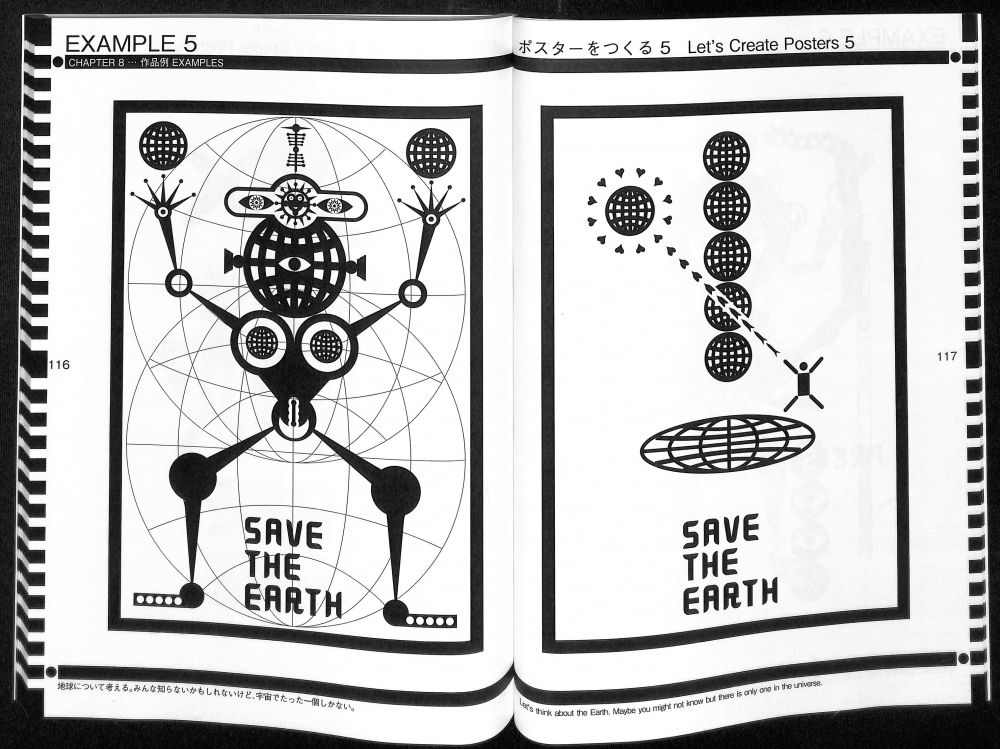 EXAMPLE 5
CHAPTER 8 … 作品例 EXAMPLES
SAVE
THE
EARTH
116
地球について考える。みんな知らないかもしれないけど、宇宙でたった一個しかない。
ポスターをつくる 5 Let's Create Posters 5
SAVE
THE
EARTH
117
Let's think about the Earth. Maybe you might not know but there is only one in the universe.